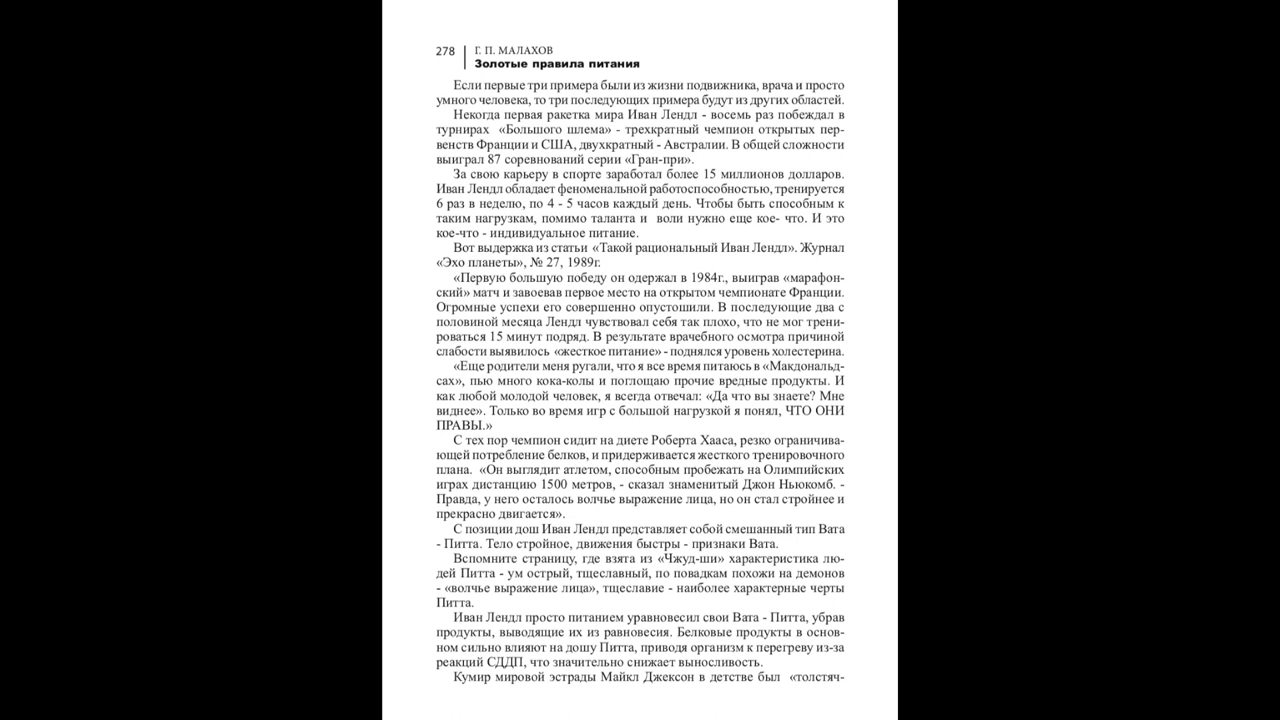 278
Г. П. МАЛАХОВ
Золотые правила питания
Если первые три примера были из жизни подвижника, врача и просто
умного человека, то три последующих примера будут из других областей.
Некогда первая ракетка мира Иван Лендл - восемь раз побеждал в
турнирах «Большого шлема» - трехкратный чемпион открытых пер-
венств Франции и США, двухкратный - Австралии. В общей сложности
выиграл 87 соревнований серии «Гран-при».
За свою карьеру в спорте заработал более 15 миллионов долларов.
Иван Лендл обладает феноменальной работоспособностью, тренируется
6 раз в неделю, по 4 - 5 часов каждый день. Чтобы быть способным к
таким нагрузкам, помимо таланта и воли нужно еще кое- что. И это
кое-что - индивидуальное питание.
Вот выдержка из статьи «Такой рациональный Иван Лендл». Журнал
«Эхо планеты», № 27, 1989г.
«Первую большую победу он одержал в 1984г., выиграв «марафон-
ский» матч и завоевав первое место на открытом чемпионате Франции.
Огромные успехи его совершенно опустошили. В последующие два с
половиной месяца Лендл чувствовал себя так плохо, что не мог трени-
роваться 15 минут подряд. В результате врачебного осмотра причиной
слабости выявилось «жесткое питание» - поднялся уровень холестерина.
«Еще родители меня ругали, что я все время питаюсь в «Макдональд-
сах», пью много кока-колы и поглощаю прочие вредные продукты. И
как любой молодой человек, я всегда отвечал: «Да что вы знаете? Мне
виднее». Только во время игр с большой нагрузкой я понял, ЧТО ОНИ
ПРАВЫ.»
С тех пор чемпион сидит на диете Роберта Хааса, резко ограничива-
ющей потребление белков, и придерживается жесткого тренировочного
плана. «Он выглядит атлетом, способным пробежать на Олимпийских
играх дистанцию 1500 метров, - сказал знаменитый Джон Ньюкомб. -
Правда, у него осталось волчье выражение лица, но он стал стройнее и
прекрасно двигается».
С позиции дош Иван Лендл представляет собой смешанный тип Вата
- Питта. Тело стройное, движения быстры - признаки Вата.
Вспомните страницу, где взята из «Чжуд-ши» характеристика лю-
дей Питта - ум острый, тщеславный, по повадкам похожи на демонов
- «волчье выражение лица», тщеславие - наиболее характерные черты
Питта.
Иван Лендл просто питанием уравновесил свои Вата - Питта, убрав
продукты, выводящие их из равновесия. Белковые продукты в основ-
ном сильно влияют на дошу Питта, приводя организм к перегреву из-за
реакций СДДП, что значительно снижает выносливость.
Кумир мировой эстрады Майкл Джексон в детстве был «толстяч-